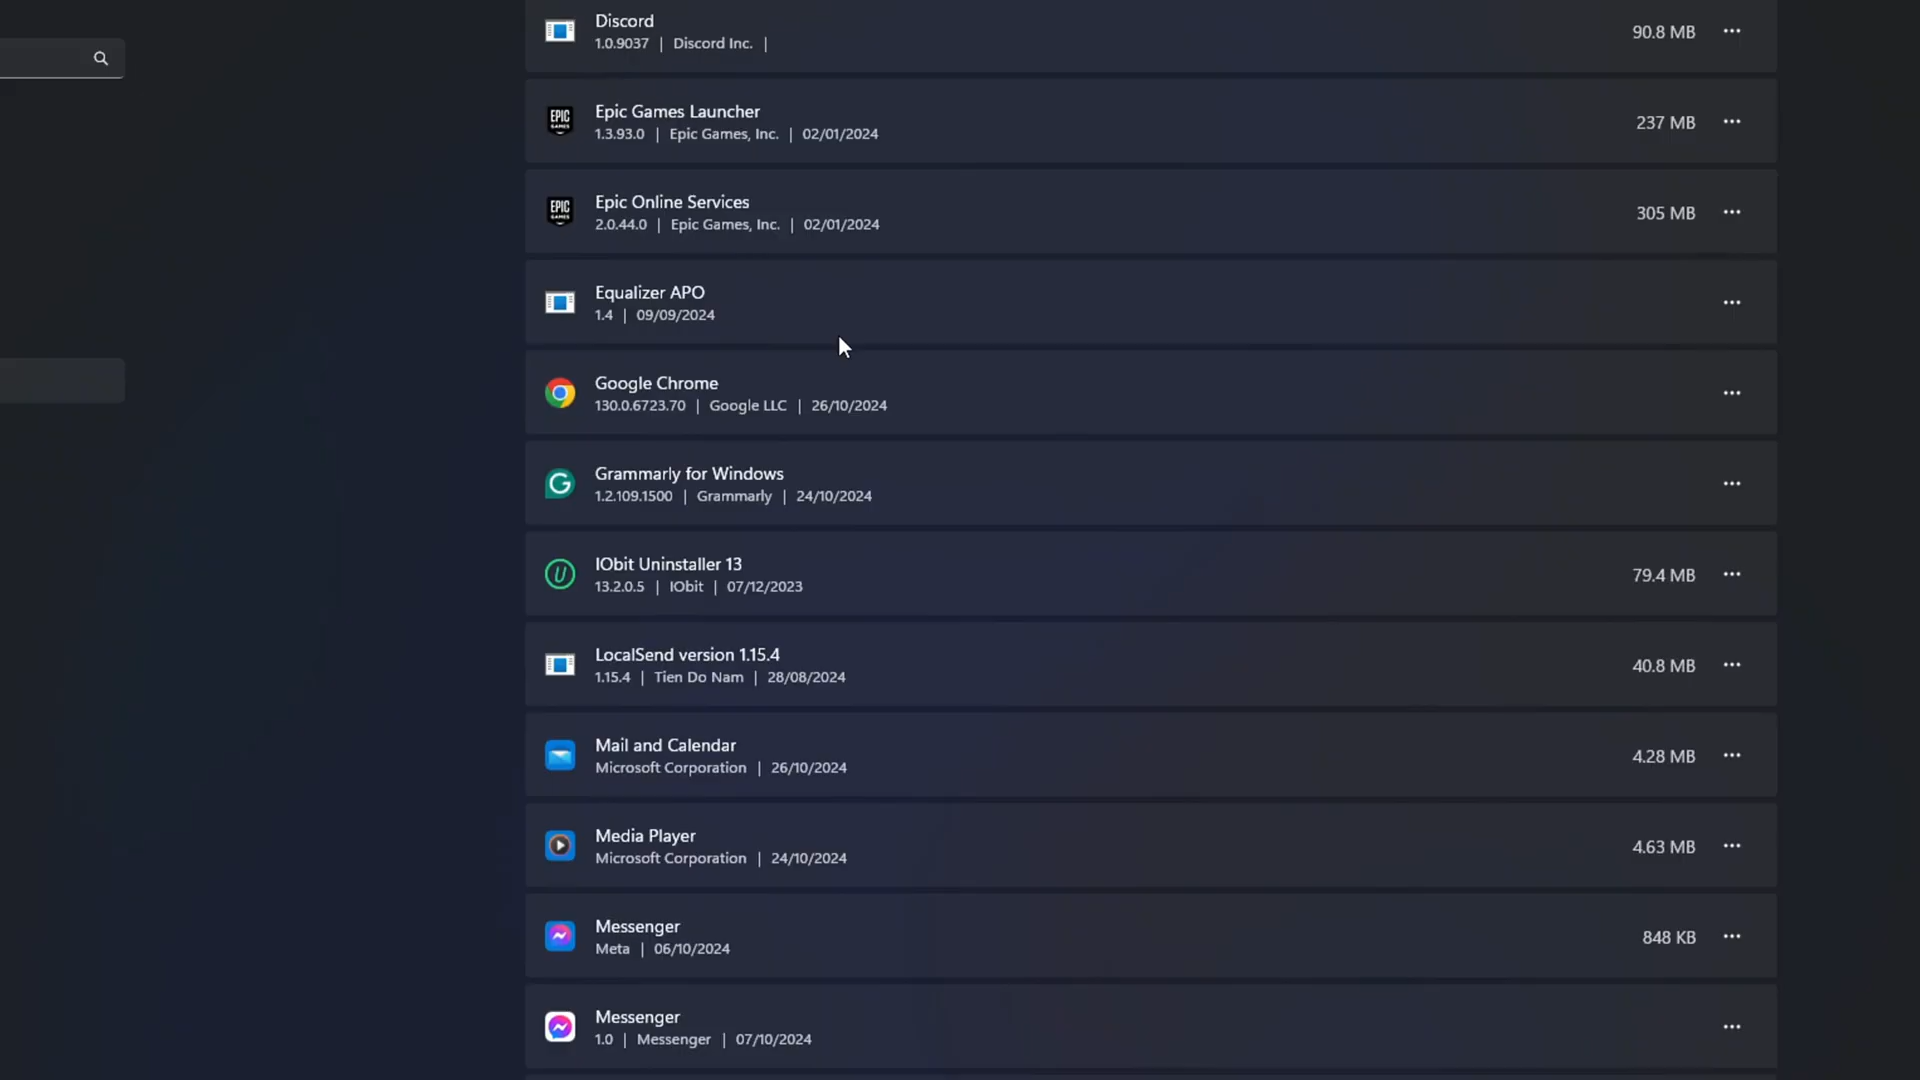 Discord
1.0.9037 | Discord Inc. |
90.8 MB
EPIC GAMES
Epic Games Launcher
1.3.93.0 | Epic Games, Inc. | 02/01/2024
237 MB
EPIC GAMES
Epic Online Services
2.0.44.0 | Epic Games, Inc. | 02/01/2024
305 MB
Equalizer APO
1.4 | 09/09/2024
Google Chrome
130.0.6723.70 | Google LLC | 26/10/2024
Grammarly for Windows
1.2.109.1500 | Grammarly | 24/10/2024
IObit Uninstaller 13
13.2.0.5 | IObit | 07/12/2023
79.4 MB
LocalSend version 1.15.4
1.15.4 | Tien Do Nam | 28/08/2024
40.8 MB
Mail and Calendar
Microsoft Corporation | 26/10/2024
4.28 MB
Media Player
Microsoft Corporation | 24/10/2024
4.63 MB
Messenger
Meta | 06/10/2024
848 KB
Messenger
1.0 | Messenger | 07/10/2024